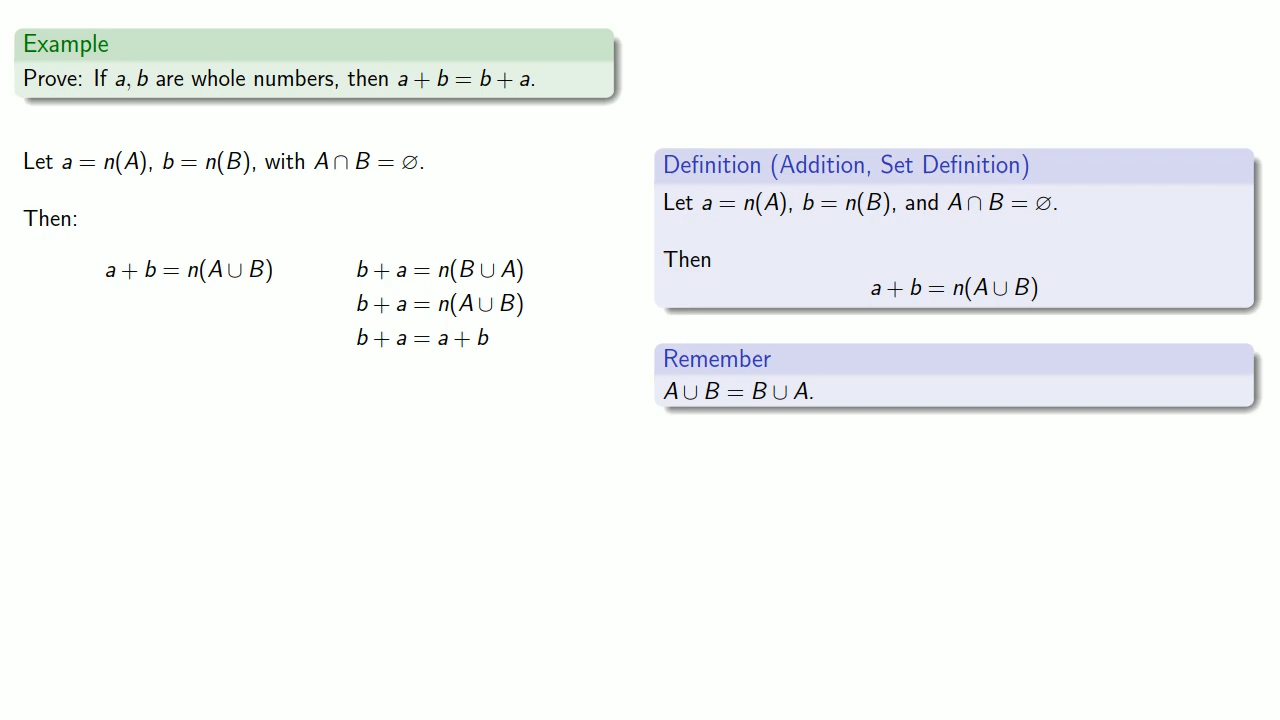 Example
Prove: If a, b are whole numbers, then a + b = b + a.
Let a = n(A), b = n(B), with A ∩ B = ∅.
Then:
a + b = n(A ∪ B)
b + a = n(B ∪ A)
b + a = n(A ∪ B)
b + a = a + b
Definition (Addition, Set Definition)
Let a = n(A), b = n(B), and A ∩ B = ∅.
Then
a + b = n(A ∪ B)
Remember
A ∪ B = B ∪ A.